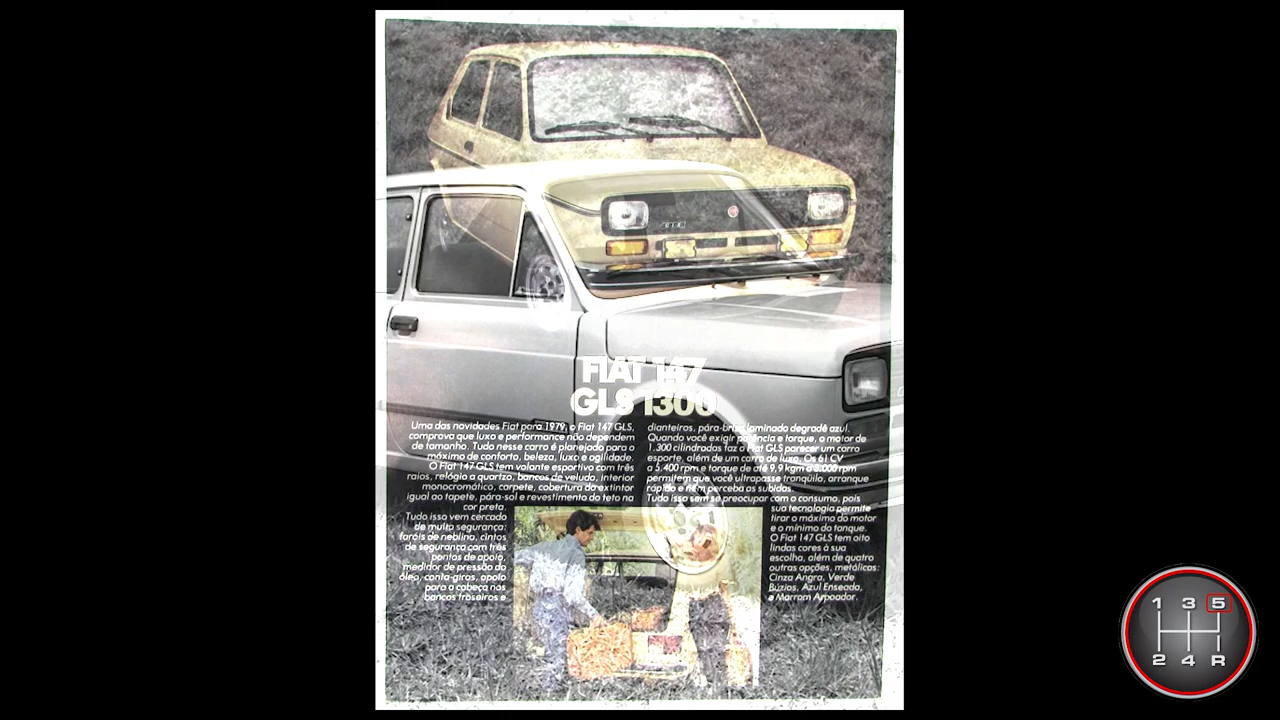 GLS
FIAT 147
GLS 1300
Uma das novidades Fiat para 1979, o Fiat 147 GLS,
comprova que luxo e performance não dependem
de tamanho. Tudo nesse carro é planejado para o
máximo de conforto, beleza, luxo e agilidade.
O Fiat 147 GLS tem volante esportivo com três
raios, relógio a quartzo, bancos de veludo, interior
monocromático, carpete, cobertura do extintor
igual ao tapete, pára-sol e revestimento do teto na
cor preta.
Tudo isso vem cercado
de muita segurança:
faróis de neblina, cintos
de segurança com três
pontos de apoio,
medidor de pressão do
óleo, conta-giros, apoio
para a cabeça nos
bancos traseiros e
dianteiros, pára-brisa laminado degradê azul.
Quando você exigir potência e torque, o motor de
1.300 cilindradas faz o Fiat GLS parecer um carro
esporte, além de um carro de luxo. Os 61 CV
a 5.400 rpm e torque de até 9,9 kgm a 3.000 rpm
permitem que você ultrapasse tranqüilo, arranque
rápido e nem perceba as subidas.
Tudo isso sem se preocupar com o consumo, pois
sua tecnologia permite
tirar o máximo do motor
e o mínimo do tanque.
O Fiat 147 GLS tem oito
lindas cores à sua
escolha, além de quatro
outras opções, metálicas:
Cinza Angra, Verde
Búzios, Azul Enseada,
e Marrom Arpoador.
1 3 5
2 4 R